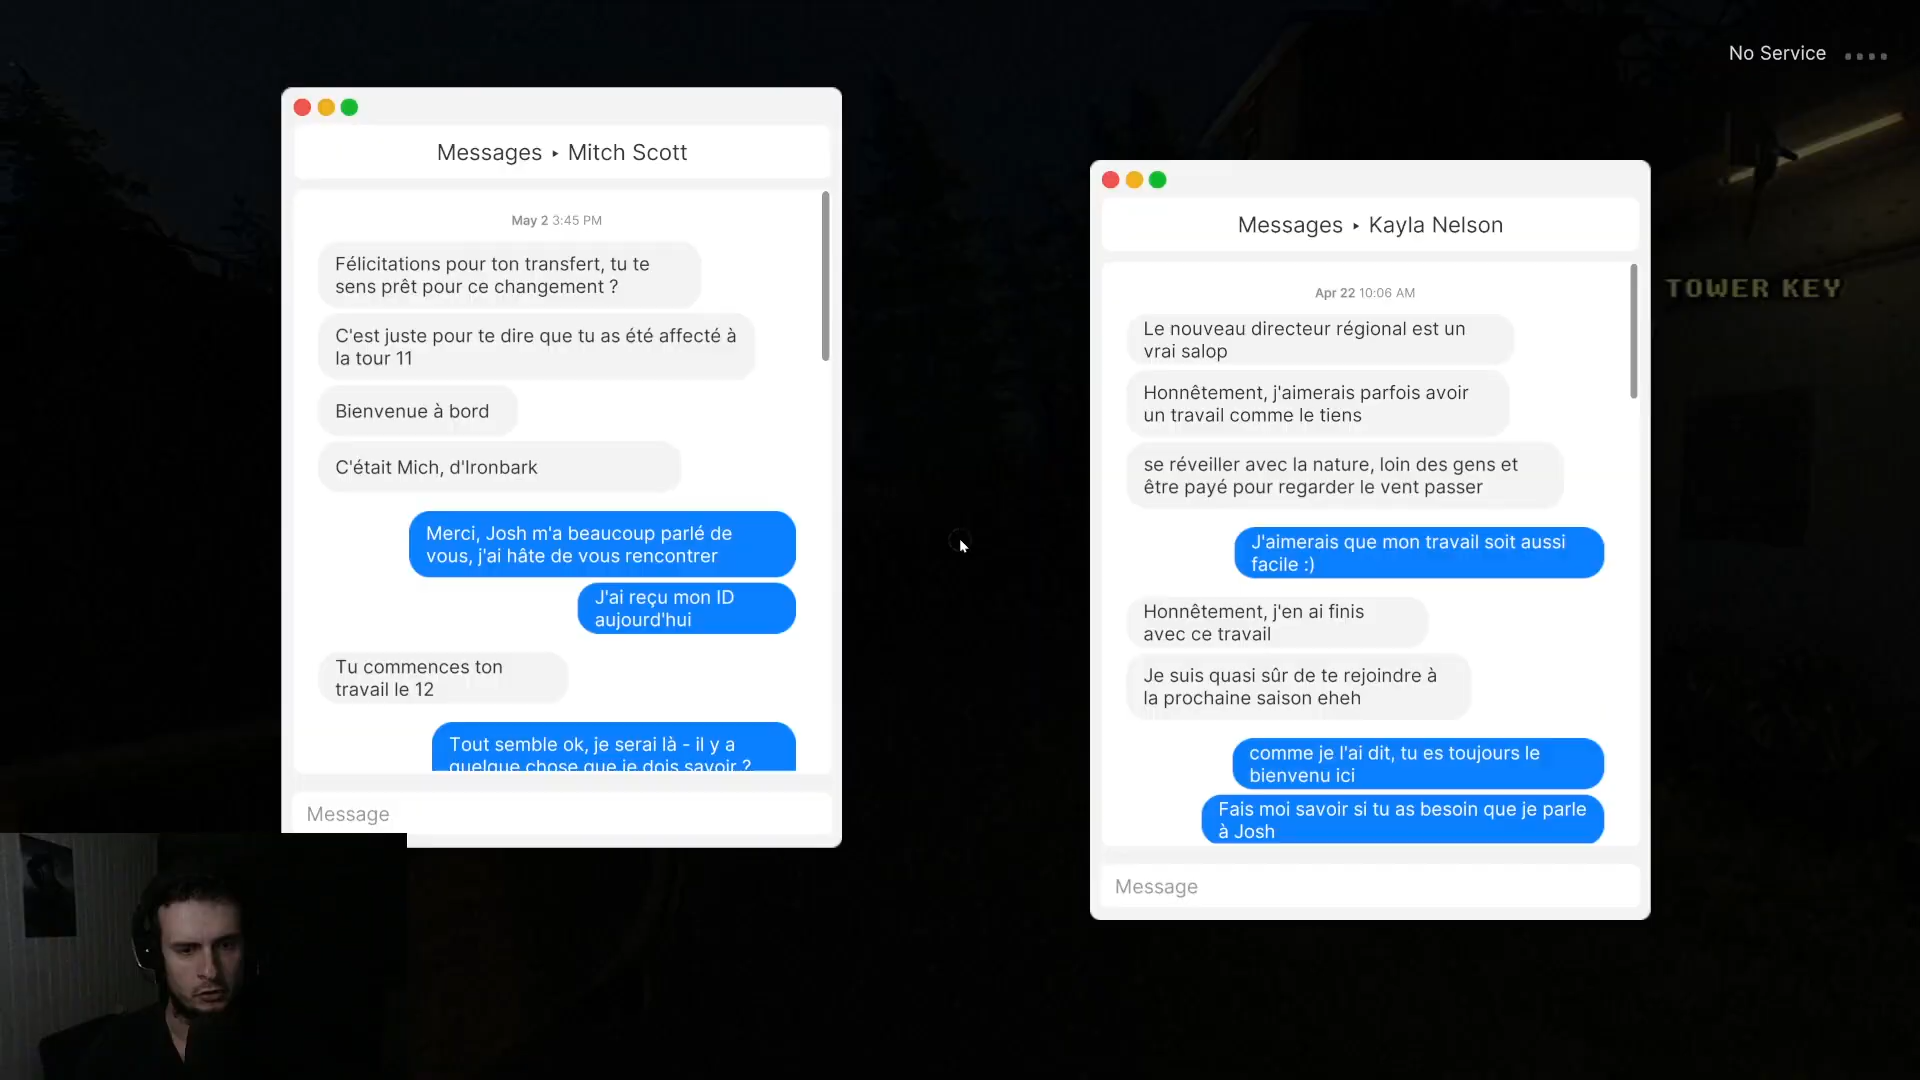 No Service
Messages ‣ Mitch Scott
May 2 3:45 PM
Félicitations pour ton transfert, tu te
sens prêt pour ce changement ?
C'est juste pour te dire que tu as été affecté à
la tour 11
Bienvenue à bord
C'était Mich, d'Ironbark
Merci, Josh m'a beaucoup parlé de
vous, j'ai hâte de vous rencontrer
J'ai reçu mon ID
aujourd'hui
Tu commences ton
travail le 12
Tout semble ok, je serai là - il y a
quelque chose que je dois savoir ?
Message
Messages ‣ Kayla Nelson
Apr 22 10:06 AM
Le nouveau directeur régional est un
vrai salop
Honnêtement, j'aimerais parfois avoir
un travail comme le tiens
se réveiller avec la nature, loin des gens et
être payé pour regarder le vent passer
J'aimerais que mon travail soit aussi
facile :)
Honnêtement, j'en ai finis
avec ce travail
Je suis quasi sûr de te rejoindre à
la prochaine saison eheh
comme je l'ai dit, tu es toujours le
bienvenu ici
Fais moi savoir si tu as besoin que je parle
à Josh
Message
TOWER KEY